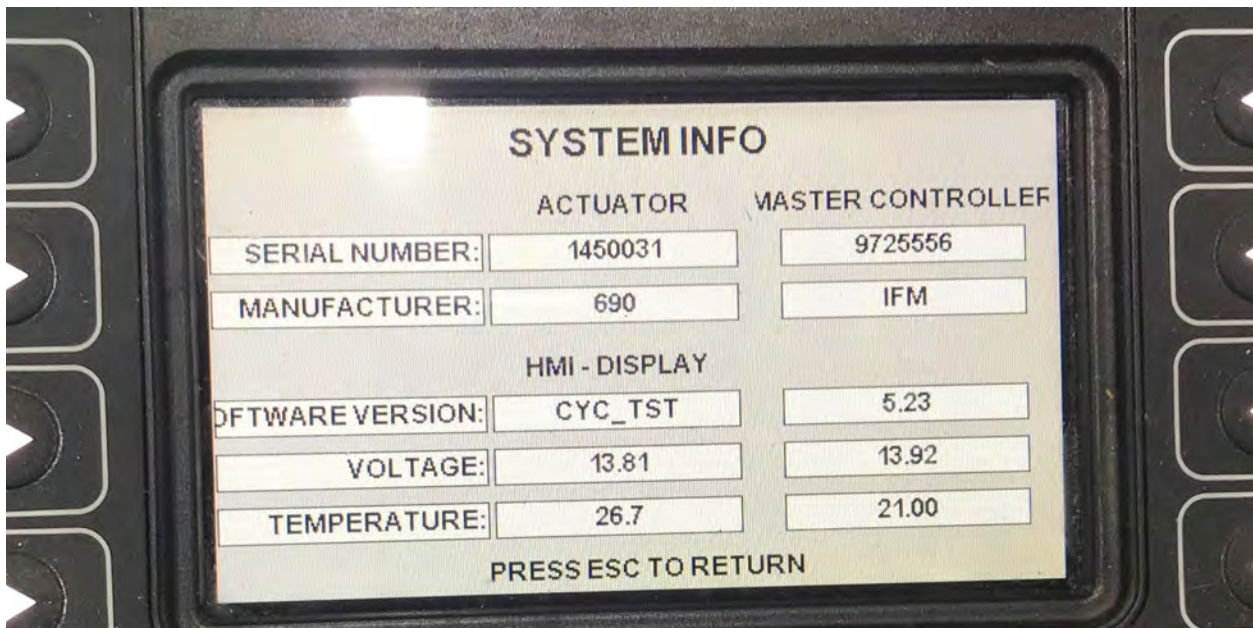 SYSTEM INFO
ACTUATOR MASTER CONTROLLER
SERIAL NUMBER: 1450031 9725556
MANUFACTURER: 690 IFM
HMI - DISPLAY
OFTWARE VERSION: CYC_TST 5.23
VOLTAGE: 13.81 13.92
TEMPERATURE: 26.7 21.00
PRESS ESC TO RETURN